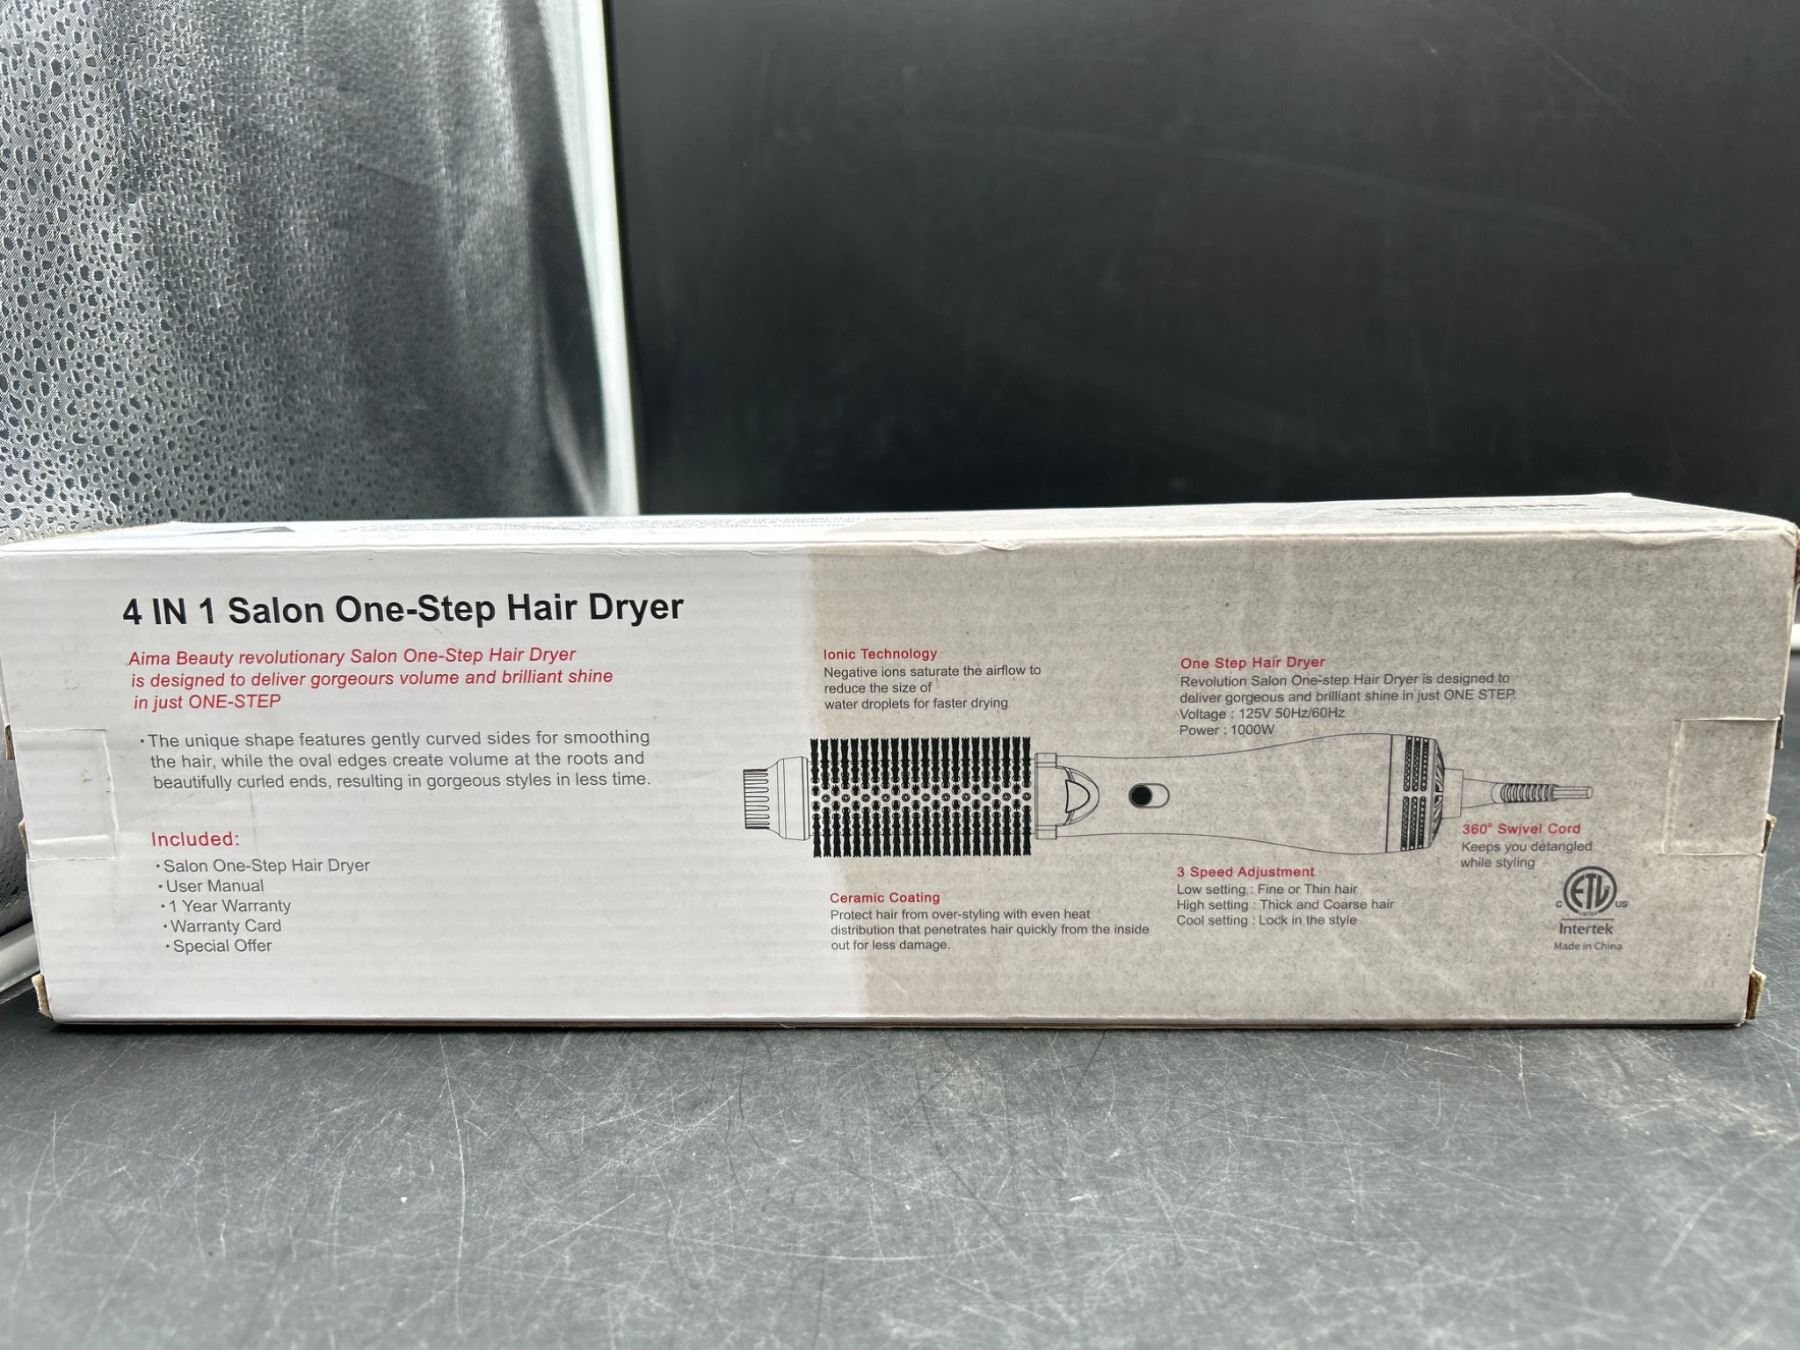 4 IN 1 Salon One-Step Hair Dryer
Aima Beauty revolutionary Salon One-Step Hair Dryer
is designed to deliver gorgeours volume and brilliant shine
in just ONE-STEP
• The unique shape features gently curved sides for smoothing
the hair, while the oval edges create volume at the roots and
beautifully curled ends, resulting in gorgeous styles in less time.
Included:
• Salon One-Step Hair Dryer
• User Manual
• 1 Year Warranty
• Warranty Card
• Special Offer
Ionic Technology
Negative ions saturate the airflow to
reduce the size of
water droplets for faster drying
Ceramic Coating
Protect hair from over-styling with even heat
distribution that penetrates hair quickly from the inside
out for less damage.
One Step Hair Dryer
Revolution Salon One-step Hair Dryer is designed to
deliver gorgeous and brilliant shine in just ONE STEP.
Voltage : 125V 50Hz/60Hz
Power : 1000W
3 Speed Adjustment
Low setting : Fine or Thin hair
High setting : Thick and Coarse hair
Cool setting : Lock in the style
360° Swivel Cord
Keeps you detangled
while styling
C ETL US
Intertek
Made in China